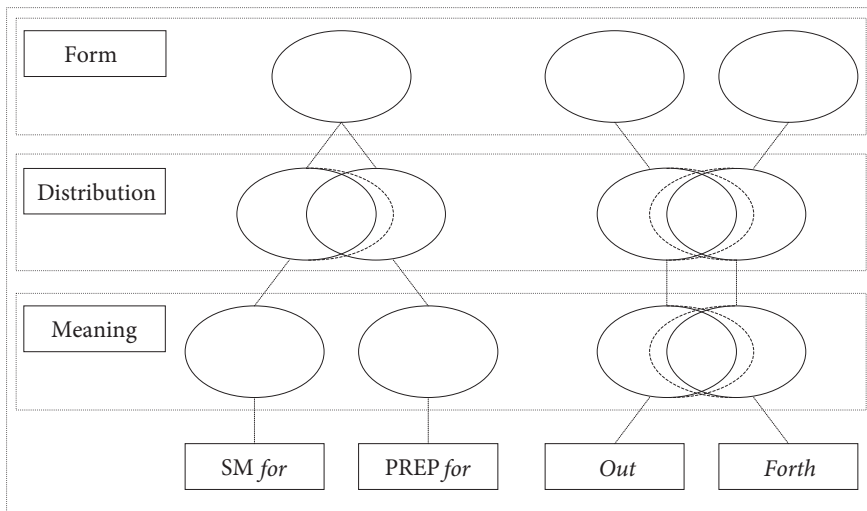 Form
Distribution
Meaning
SM for
PREP for
Out
Forth